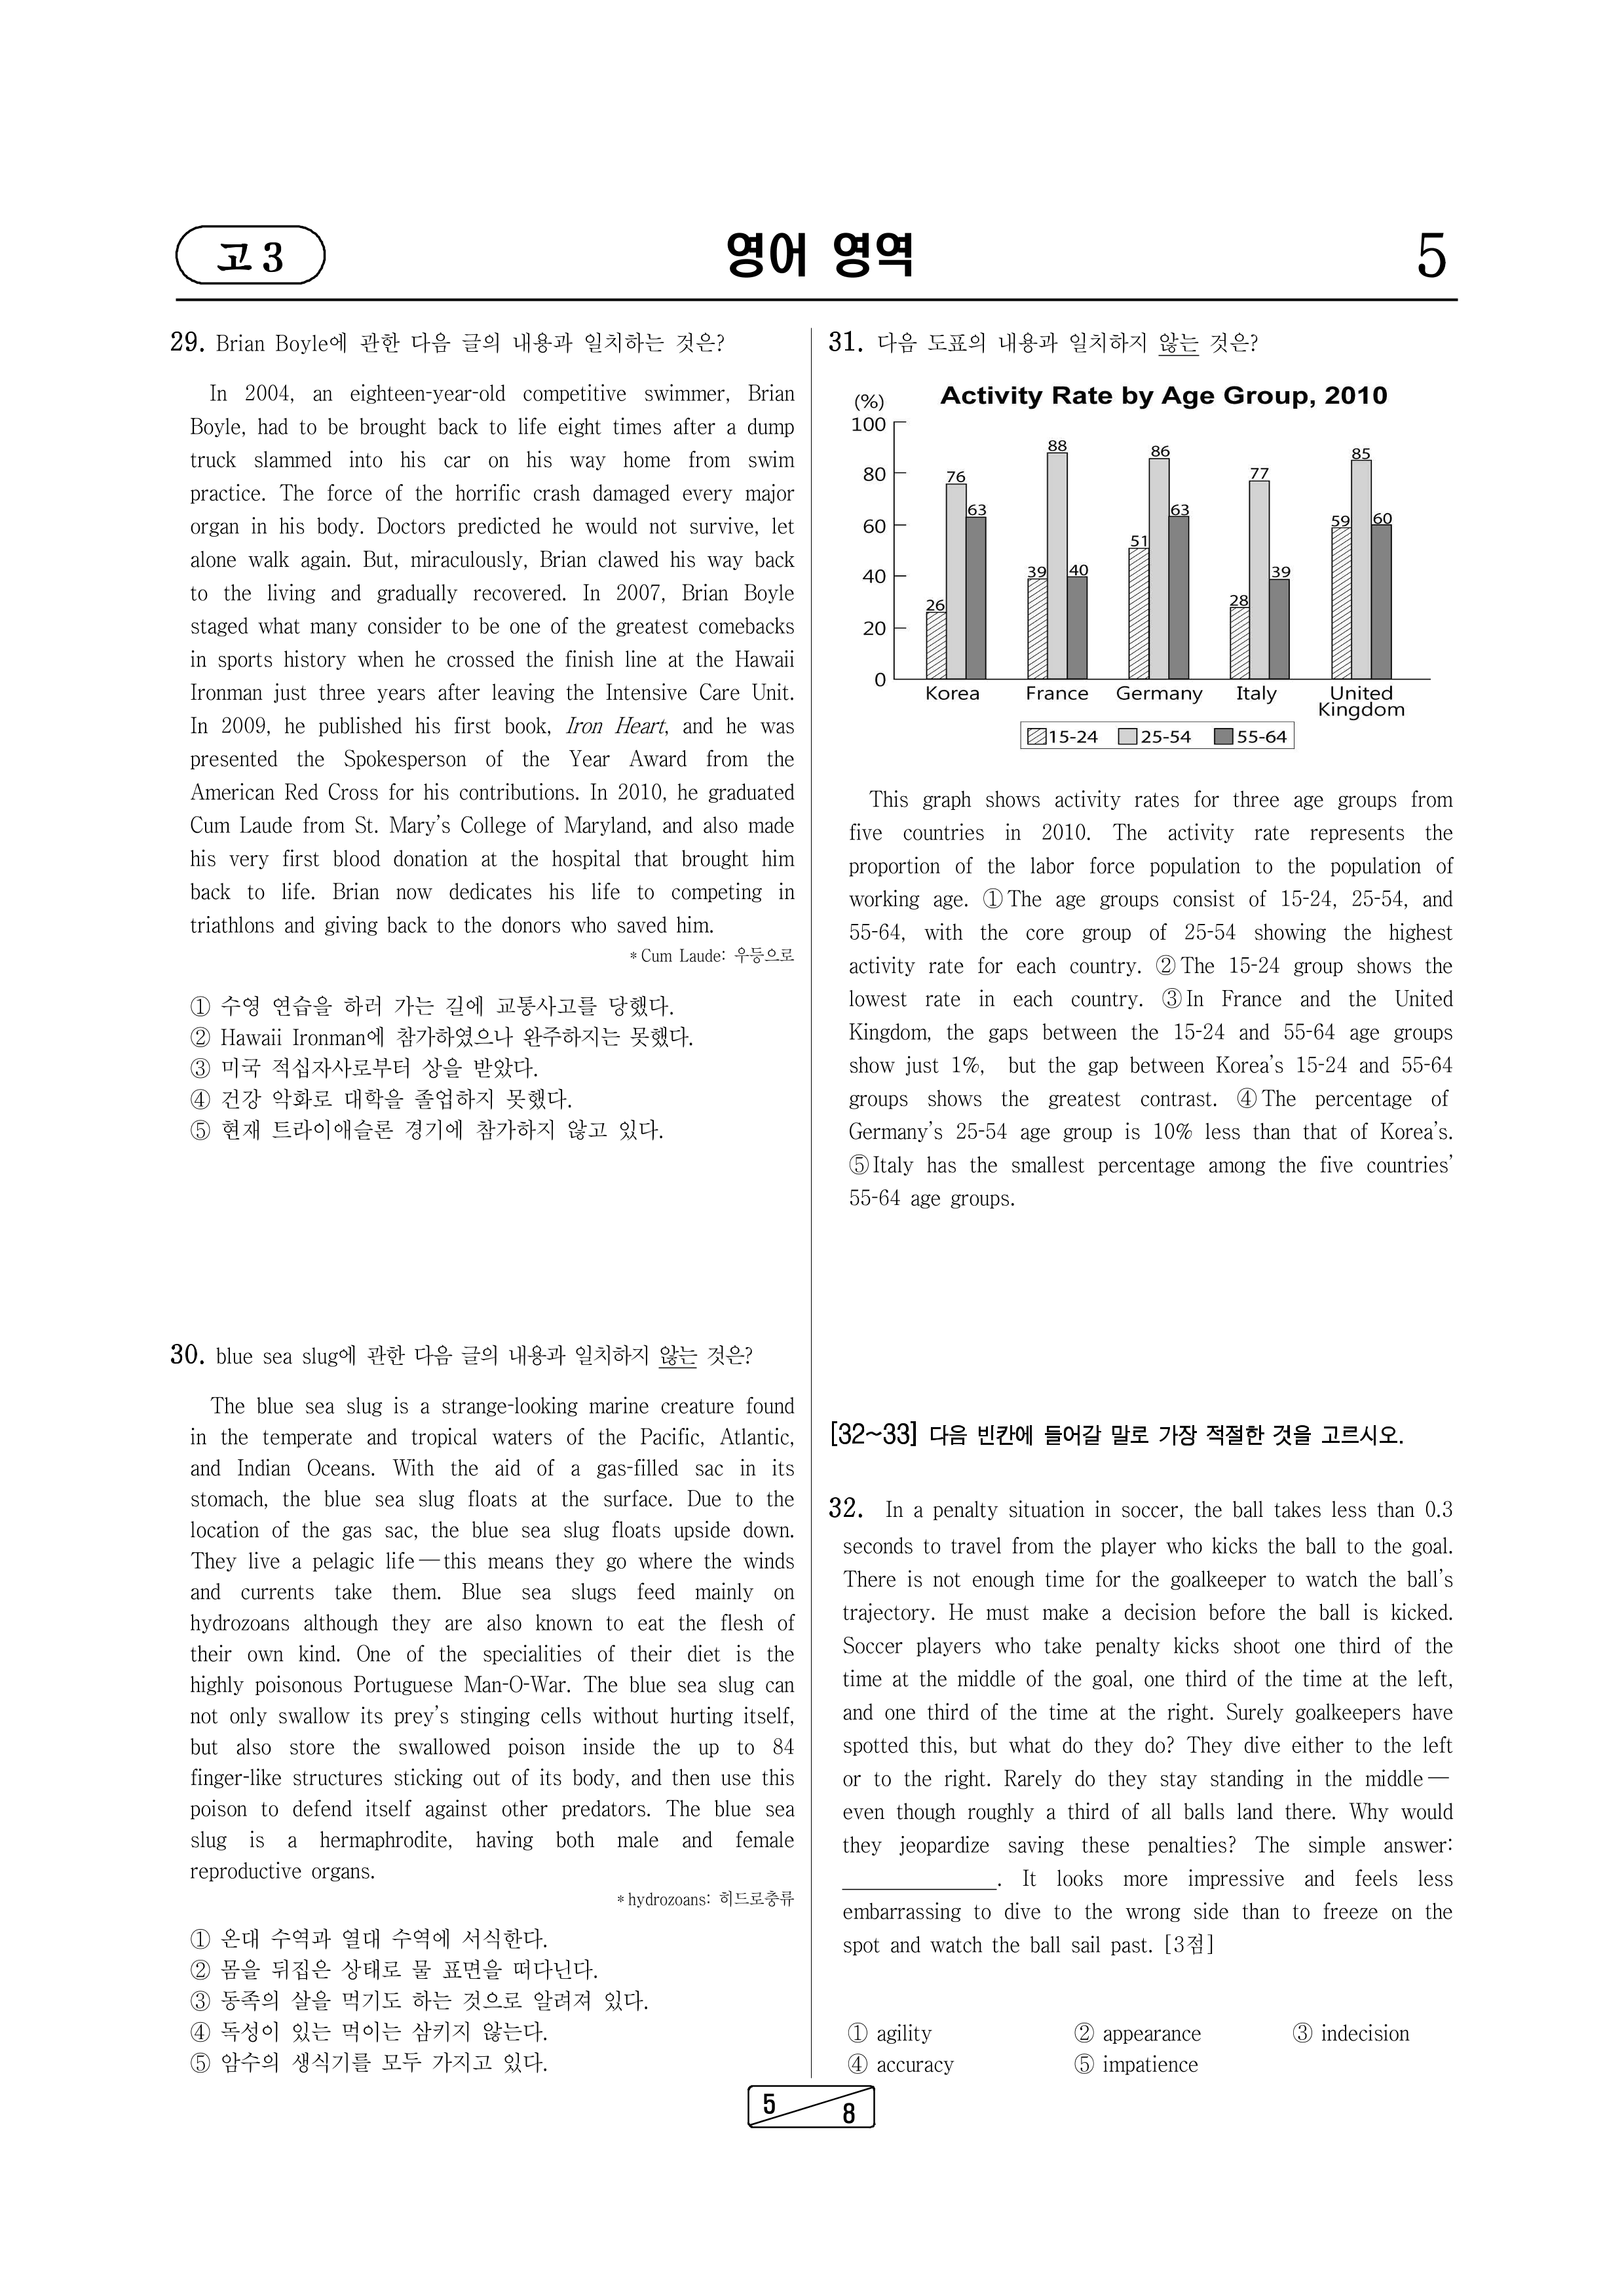 고 3
영어 영역
5
29. Brian Boyle에 관한 다음 글의 내용과 일치하는 것은?
In 2004, an eighteen-year-old competitive swimmer, Brian
Boyle, had to be brought back to life eight times after a dump
truck slammed into his car on his way home from swim
practice. The force of the horrific crash damaged every major
organ in his body. Doctors predicted he would not survive, let
alone walk again. But, miraculously, Brian clawed his way back
to the living and gradually recovered. In 2007, Brian Boyle
staged what many consider to be one of the greatest comebacks
in sports history when he crossed the finish line at the Hawaii
Ironman just three years after leaving the Intensive Care Unit.
In 2009, he published his first book, Iron Heart, and he was
presented the Spokesperson of the Year Award from the
American Red Cross for his contributions. In 2010, he graduated
Cum Laude from St. Mary's College of Maryland, and also made
his very first blood donation at the hospital that brought him
back to life. Brian now dedicates his life to competing in
triathlons and giving back to the donors who saved him.
* Cum Laude: 우등으로
① 수영 연습을 하러 가는 길에 교통사고를 당했다.
② Hawaii Ironman에 참가하였으나 완주하지는 못했다.
③ 미국 적십자사로부터 상을 받았다.
④ 건강 악화로 대학을 졸업하지 못했다.
⑤ 현재 트라이애슬론 경기에 참가하지 않고 있다.
30. blue sea slug에 관한 다음 글의 내용과 일치하지 않는 것은?
The blue sea slug is a strange-looking marine creature found
in the temperate and tropical waters of the Pacific, Atlantic,
and Indian Oceans. With the aid of a gas-filled sac in its
stomach, the blue sea slug floats at the surface. Due to the
location of the gas sac, the blue sea slug floats upside down.
They live a pelagic life—this means they go where the winds
and currents take them. Blue sea slugs feed mainly on
hydrozoans although they are also known to eat the flesh of
their own kind. One of the specialities of their diet is the
highly poisonous Portuguese Man-O-War. The blue sea slug can
not only swallow its prey's stinging cells without hurting itself,
but also store the swallowed poison inside the up to 84
finger-like structures sticking out of its body, and then use this
poison to defend itself against other predators. The blue sea
slug is a hermaphrodite, having both male and female
reproductive organs.
* hydrozoans: 히드로충류
① 온대 수역과 열대 수역에 서식한다.
② 몸을 뒤집은 상태로 물 표면을 떠다닌다.
③ 동족의 살을 먹기도 하는 것으로 알려져 있다.
④ 독성이 있는 먹이는 삼키지 않는다.
⑤ 암수의 생식기를 모두 가지고 있다.
31. 다음 도표의 내용과 일치하지 않는 것은?
Activity Rate by Age Group, 2010
(%)
100
80
60
40
20
0
26 76 63
39 88 40
51 86 63
28 77 39
59 85 60
Korea France Germany Italy United
Kingdom
15-24 25-54 55-64
This graph shows activity rates for three age groups from
five countries in 2010. The activity rate represents the
proportion of the labor force population to the population of
working age. ①The age groups consist of 15-24, 25-54, and
55-64, with the core group of 25-54 showing the highest
activity rate for each country. ②The 15-24 group shows the
lowest rate in each country. ③In France and the United
Kingdom, the gaps between the 15-24 and 55-64 age groups
show just 1%, but the gap between Korea's 15-24 and 55-64
groups shows the greatest contrast. ④The percentage of
Germany's 25-54 age group is 10% less than that of Korea's.
⑤Italy has the smallest percentage among the five countries'
55-64 age groups.
[32~33] 다음 빈칸에 들어갈 말로 가장 적절한 것을 고르시오.
32. In a penalty situation in soccer, the ball takes less than 0.3
seconds to travel from the player who kicks the ball to the goal.
There is not enough time for the goalkeeper to watch the ball's
trajectory. He must make a decision before the ball is kicked.
Soccer players who take penalty kicks shoot one third of the
time at the middle of the goal, one third of the time at the left,
and one third of the time at the right. Surely goalkeepers have
spotted this, but what do they do? They dive either to the left
or to the right. Rarely do they stay standing in the middle—
even though roughly a third of all balls land there. Why would
they jeopardize saving these penalties? The simple answer:
______________. It looks more impressive and feels less
embarrassing to dive to the wrong side than to freeze on the
spot and watch the ball sail past. [3점]
① agility ② appearance ③ indecision
④ accuracy ⑤ impatience
5
8